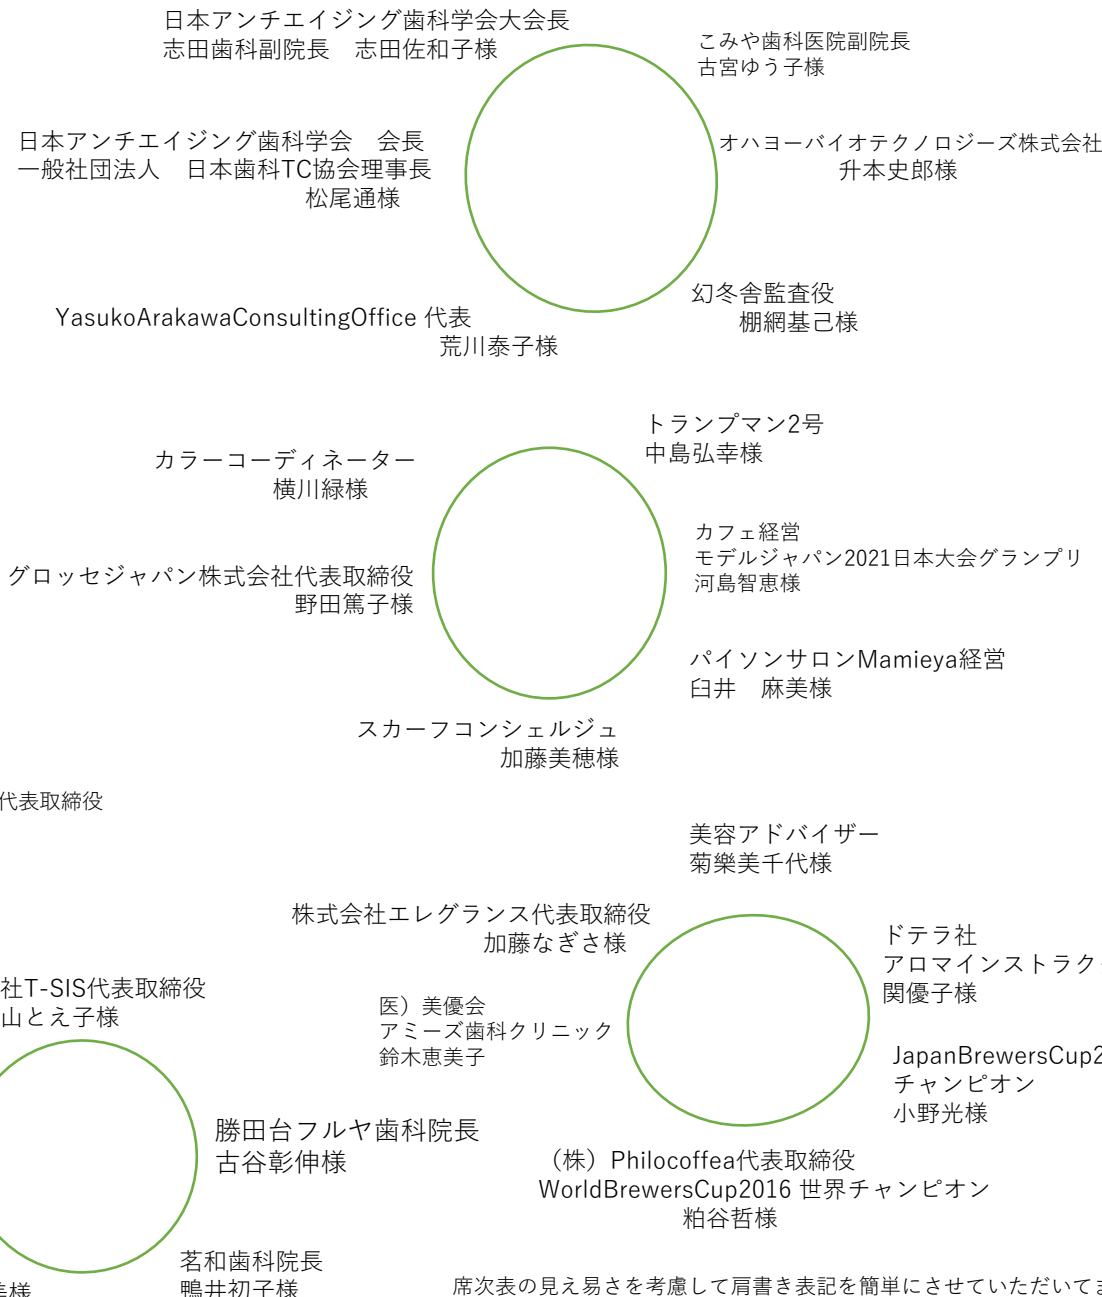 日本アンチエイジング歯科学会大会長
志田歯科副院長　志田佐和子様
こみや歯科医院副院長
古宮ゆう子様
日本アンチエイジング歯科学会　会長
一般社団法人　日本歯科TC協会理事長
松尾通様
オハヨーバイオテクノロジーズ株式会社
升本史郎様
YasukoArakawaConsultingOffice 代表
荒川泰子様
幻冬舎監査役
棚網基己様
トランプマン2号
中島弘幸様
カラーコーディネーター
横川緑様
カフェ経営
モデルジャパン2021日本大会グランプリ
河島智恵様
グロッセジャパン株式会社代表取締役
野田篤子様
パイソンサロンMamieya経営
臼井　麻美様
スカーフコンシェルジュ
加藤美穂様
代表取締役
美容アドバイザー
菊樂美千代様
株式会社エレグランス代表取締役
加藤なぎさ様
ドテラ社
アロマインストラク
関優子様
社T-SIS代表取締役
山とえ子様
医）美優会
アミーズ歯科クリニック
鈴木恵美子
JapanBrewersCup2
チャンピオン
小野光様
勝田台フルヤ歯科院長
古谷彰伸様
（株）Philocoffea代表取締役
WorldBrewersCup2016 世界チャンピオン
粕谷哲様
茗和歯科院長
鴨井初子様
様
席次表の見え易さを考慮して肩書き表記を簡単にさせていただいてま